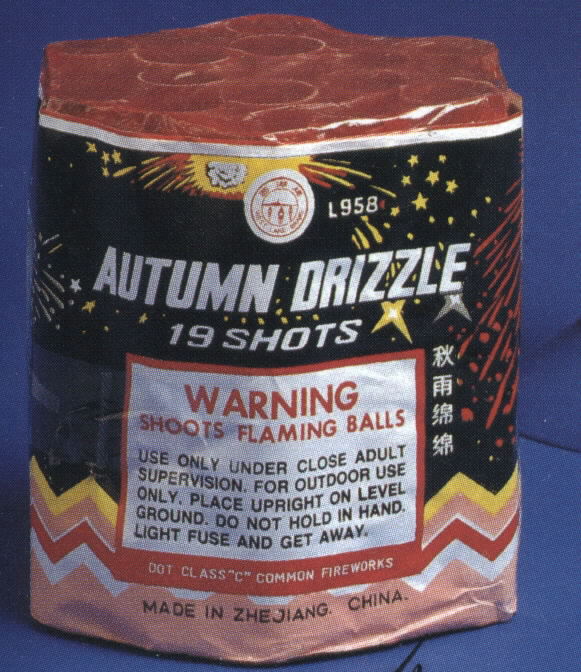 L958
AUTUMN DRIZZLE
19 SHOTS
秋雨绵绵
WARNING
SHOOTS FLAMING BALLS
USE ONLY UNDER CLOSE ADULT
SUPERVISION. FOR OUTDOOR USE
ONLY. PLACE UPRIGHT ON LEVEL
GROUND. DO NOT HOLD IN HAND.
LIGHT FUSE AND GET AWAY.
DOT CLASS "C" COMMON FIREWORKS
MADE IN ZHEJIANG. CHINA.